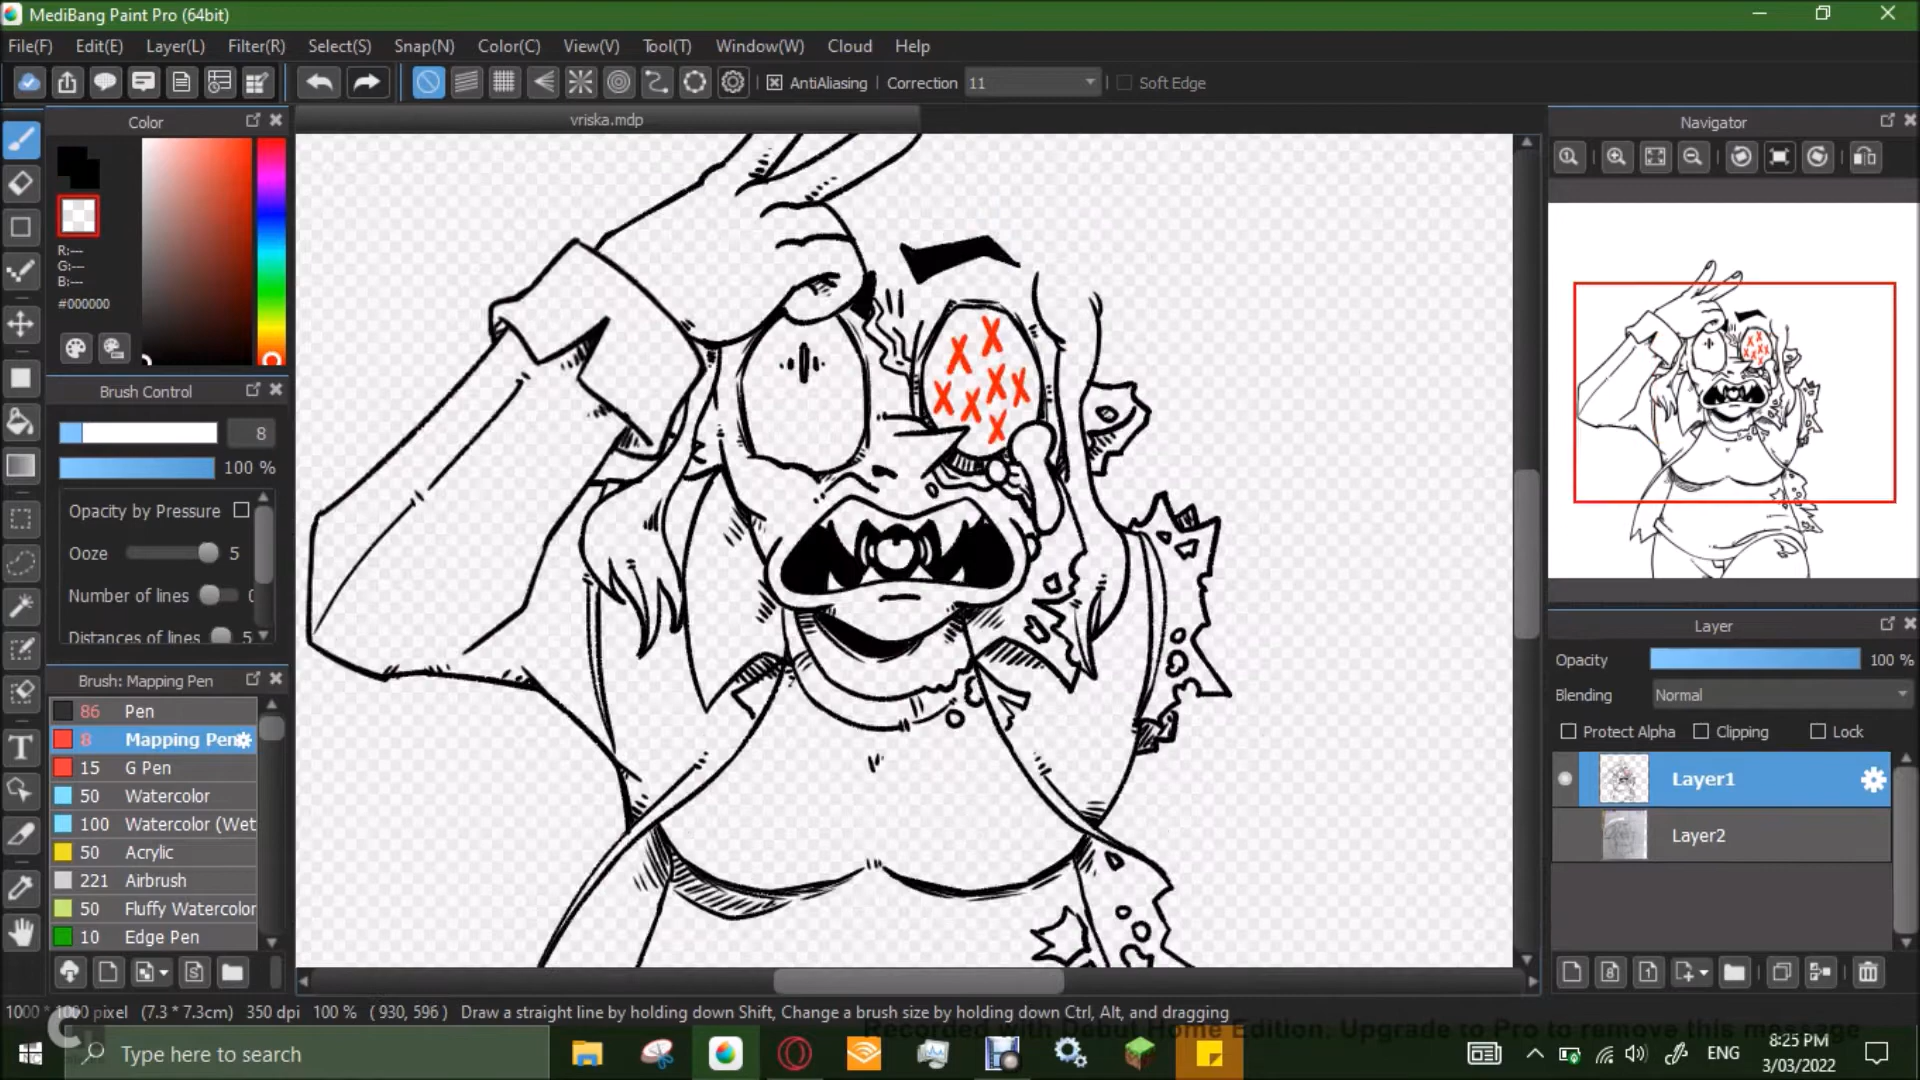 MediBang Paint Pro (64bit)
File(F) Edit(E) Layer(L) Filter(R) Select(S) Snap(N) Color(C) View(V) Tool(T) Window(W) Cloud Help
AntiAliasing Correction 11 Soft Edge
Color
vriska.mdp
Navigator
R:---
G:---
B:---
#000000
Brush Control
8
100 %
Opacity by Pressure
Ooze 5
Number of lines
Distances of lines 5
Brush: Mapping Pen
86 Pen
8 Mapping Pen
15 G Pen
50 Watercolor
100 Watercolor (Wet
50 Acrylic
221 Airbrush
50 Fluffy Watercolor
10 Edge Pen
Layer
Opacity 100 %
Blending Normal
Protect Alpha Clipping Lock
Layer1
Layer2
1000 * 1000 pixel (7.3 * 7.3cm) 350 dpi 100 % ( 930, 596 ) Draw a straight line by holding down Shift, Change a brush size by holding down Ctrl, Alt, and dragging
Recorded with Debut Home Edition. Upgrade to Pro to remove this message
Type here to search
ENG
8:25 PM
3/03/2022